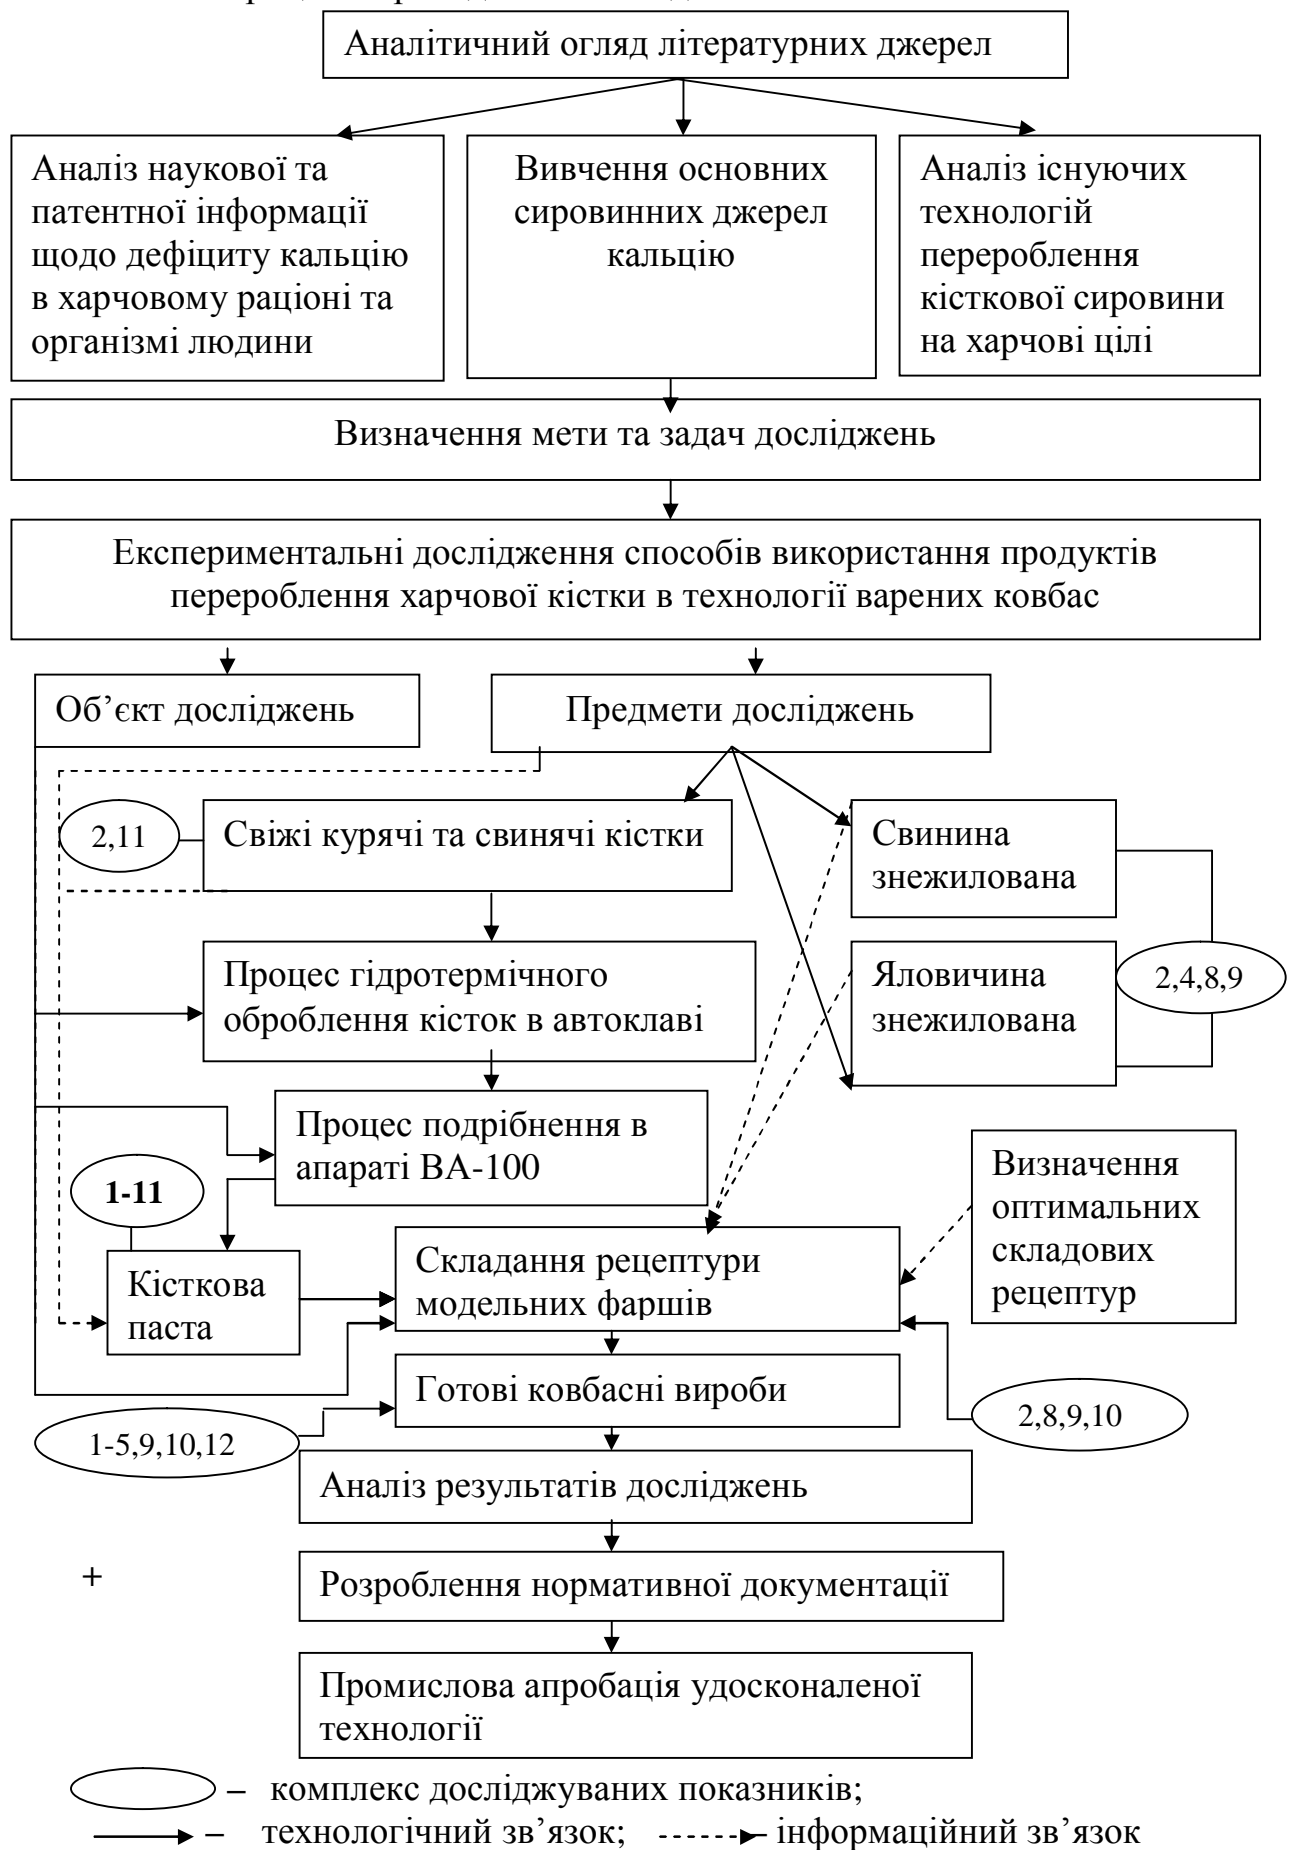 Аналітичний огляд літературних джерел
Аналіз наукової та
патентної інформації
щодо дефіциту кальцію
в харчовому раціоні та
організмі людини
Вивчення основних
сировинних джерел
кальцію
Аналіз існуючих
технологій
перероблення
кісткової сировини
на харчові цілі
Визначення мети та задач досліджень
Експериментальні дослідження способів використання продуктів
перероблення харчової кістки в технології варених ковбас
Об’єкт досліджень
Предмети досліджень
2,11
Свіжі курячі та свинячі кістки
Свинина
знежилована
Процес гідротермічного
оброблення кісток в автоклаві
Яловичина
знежилована
2,4,8,9
Процес подрібнення в
апараті ВА-100
Визначення
оптимальних
складових
рецептур
1-11
Кісткова
паста
Складання рецептури
модельних фаршів
Готові ковбасні вироби
2,8,9,10
1-5,9,10,12
Аналіз результатів досліджень
+
Розроблення нормативної документації
Промислова апробація удосконаленої
технології
– комплекс досліджуваних показників;
– технологічний зв’язок; – інформаційний зв’язок